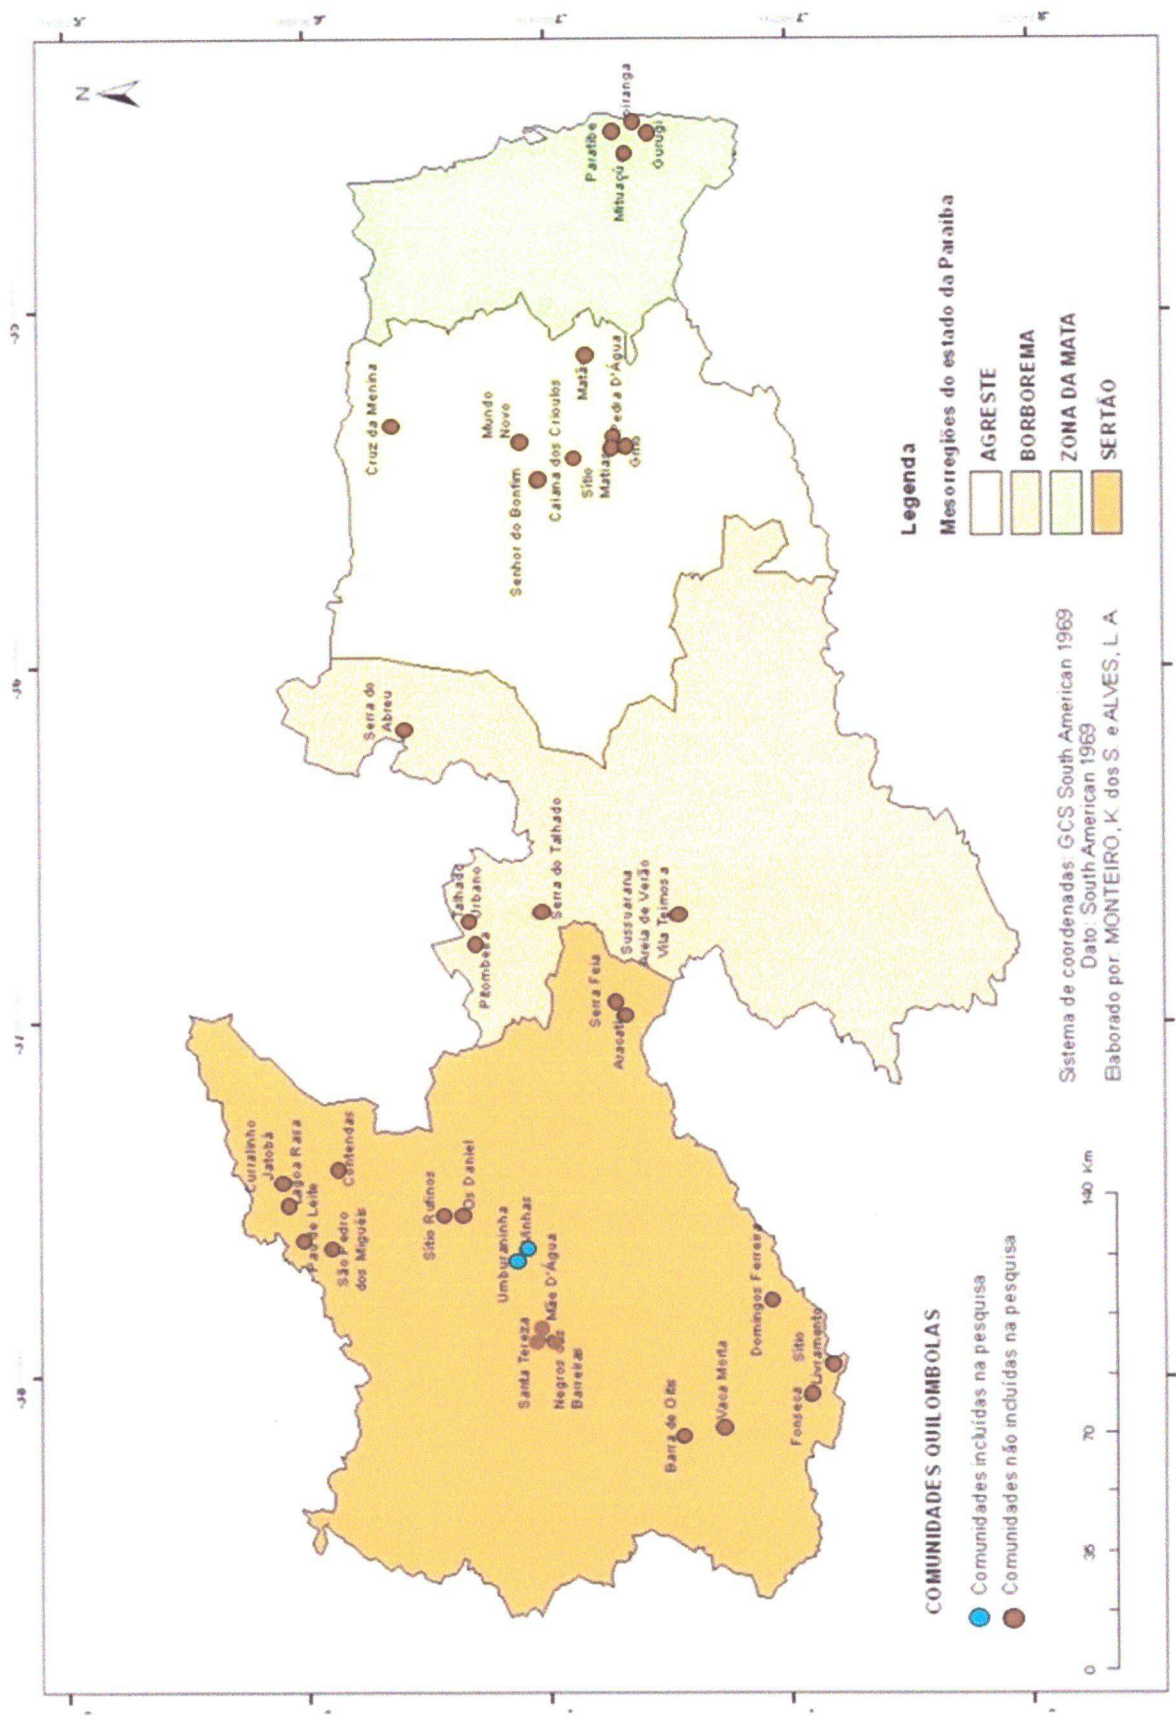 -38
-37
-36
-35
N
Curralinho
Jatobá
Lagoa Rasa
Pau de Leite
São Pedro
dos Miguéis
Contendas
Sítio Rufinos
Os Daniel
Umburaninha
Vinhas
Santa Tereza
Mãe D'Água
Negros das
Barreiras
Barra de Oitis
Vaca Morta
Domingos Ferreira
Fonseca
Sítio
Livramento
Serra Feia
Aracati
Pitombeira
Talhado
Urbano
Serra do Talhado
Sussuarana
Areia de Verão
Vila Teimosa
Serra do
Abreu
Cruz da Menina
Mundo
Novo
Senhor do Bonfim
Caiana dos Crioulos
Sítio
Matias
Matão
Pedra D'Água
Grilo
Paratibe
Mituaçú
piranga
Gurugi
COMUNIDADES QUILOMBOLAS
Comunidades incluídas na pesquisa
Comunidades não incluídas na pesquisa
0 35 70 140 Km
Sistema de coordenadas: GCS South American 1969
Dato: South American 1969
Elaborado por: MONTEIRO, K. dos S. e ALVES, L. A
Legenda
Mesorregiões do estado da Paraíba
AGRESTE
BORBOREMA
ZONA DA MATA
SERTÃO